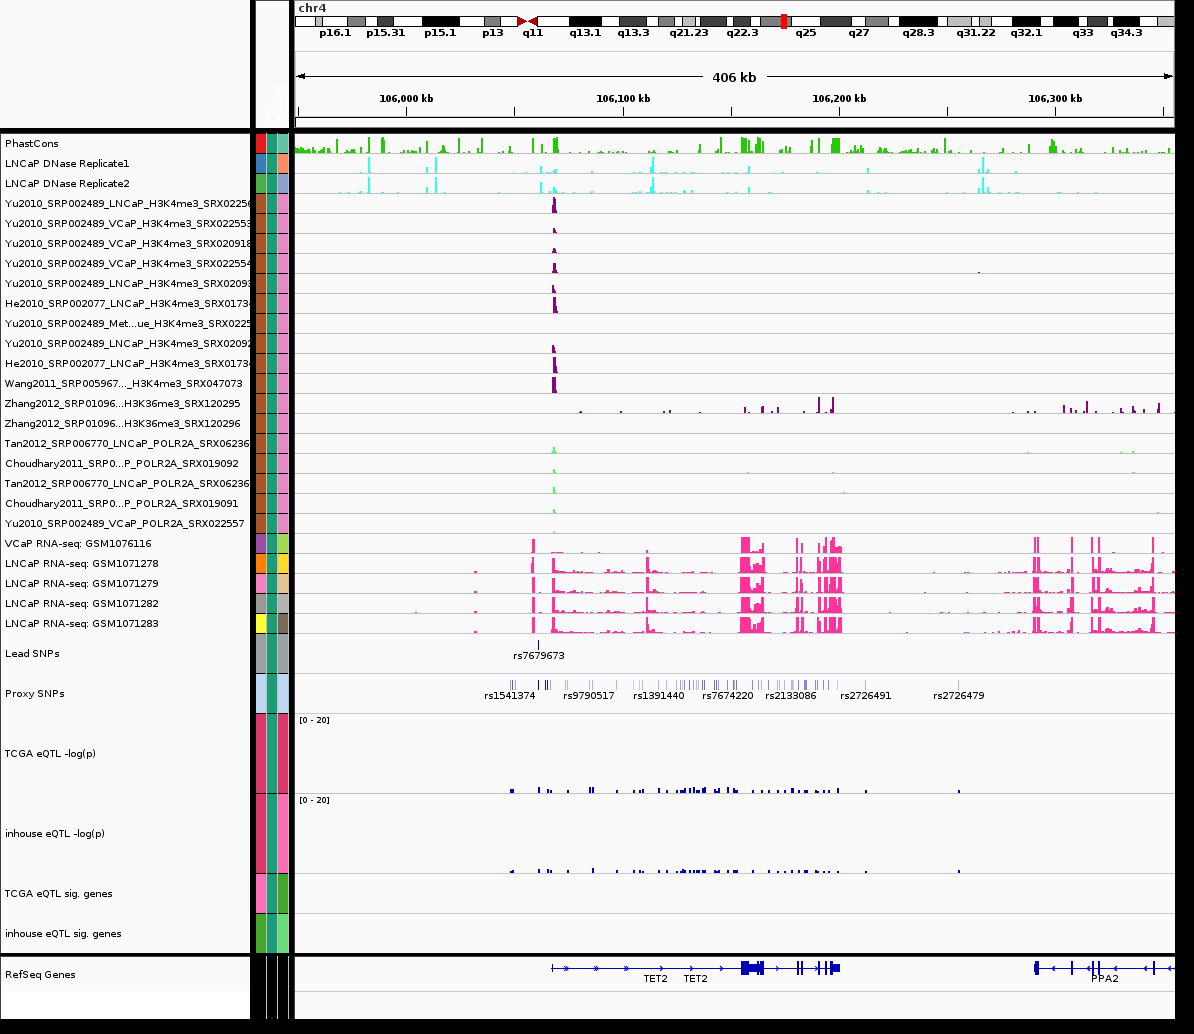 chr4
p16.1 p15.31 p15.1 p13 q11 q13.1 q13.3 q21.23 q22.3 q25 q27 q28.3 q31.22 q32.1 q33 q34.3
406 kb
106,000 kb 106,100 kb 106,200 kb 106,300 kb
PhastCons
LNCaP DNase Replicate1
LNCaP DNase Replicate2
Yu2010_SRP002489_LNCaP_H3K4me3_SRX02256
Yu2010_SRP002489_VCaP_H3K4me3_SRX022553
Yu2010_SRP002489_VCaP_H3K4me3_SRX020918
Yu2010_SRP002489_VCaP_H3K4me3_SRX022554
Yu2010_SRP002489_LNCaP_H3K4me3_SRX02093
He2010_SRP002077_LNCaP_H3K4me3_SRX01734
Yu2010_SRP002489_Met...ue_H3K4me3_SRX0225
Yu2010_SRP002489_LNCaP_H3K4me3_SRX02092
He2010_SRP002077_LNCaP_H3K4me3_SRX01734
Wang2011_SRP005967..._H3K4me3_SRX047073
Zhang2012_SRP01096...H3K36me3_SRX120295
Zhang2012_SRP01096...H3K36me3_SRX120296
Tan2012_SRP006770_LNCaP_POLR2A_SRX06236
Choudhary2011_SRP0...P_POLR2A_SRX019092
Tan2012_SRP006770_LNCaP_POLR2A_SRX06236
Choudhary2011_SRP0...P_POLR2A_SRX019091
Yu2010_SRP002489_VCaP_POLR2A_SRX022557
VCaP RNA-seq: GSM1076116
LNCaP RNA-seq: GSM1071278
LNCaP RNA-seq: GSM1071279
LNCaP RNA-seq: GSM1071282
LNCaP RNA-seq: GSM1071283
Lead SNPs
rs7679673
Proxy SNPs
rs1541374 rs9790517 rs1391440 rs7674220 rs2133086 rs2726491 rs2726479
[0 - 20]
TCGA eQTL -log(p)
[0 - 20]
inhouse eQTL -log(p)
TCGA eQTL sig. genes
inhouse eQTL sig. genes
RefSeq Genes
TET2 TET2 PPA2